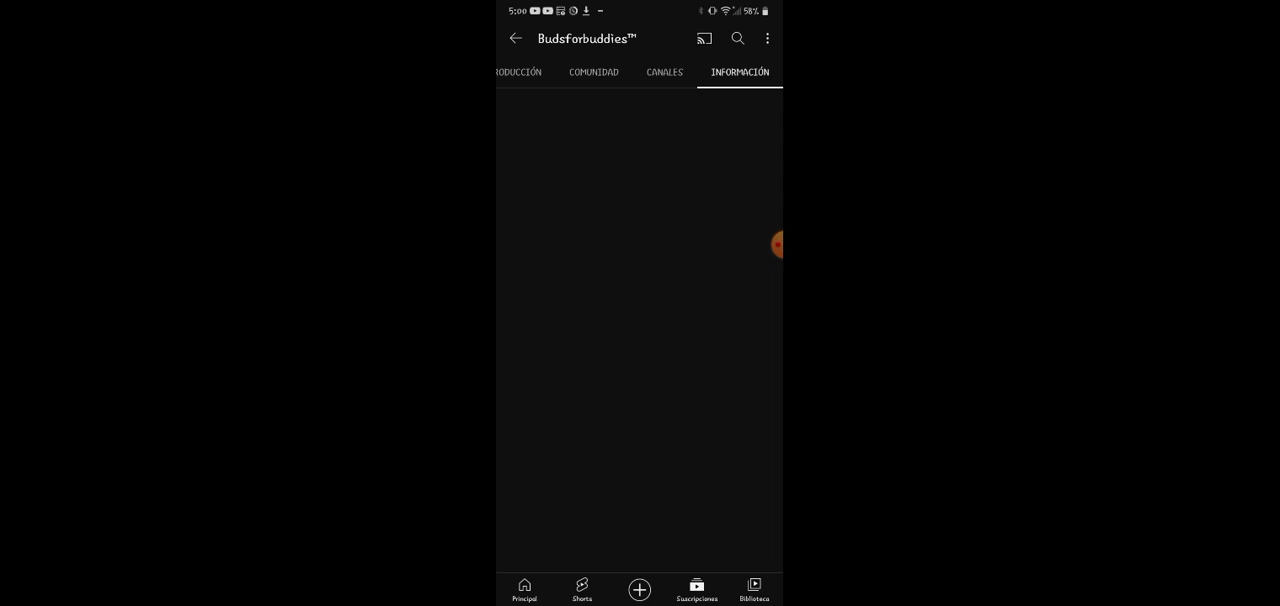 5:00 58%
Budsforbuddies™
RODUCCIÓN COMUNIDAD CANALES INFORMACIÓN
Principal Shorts Suscripciones Biblioteca